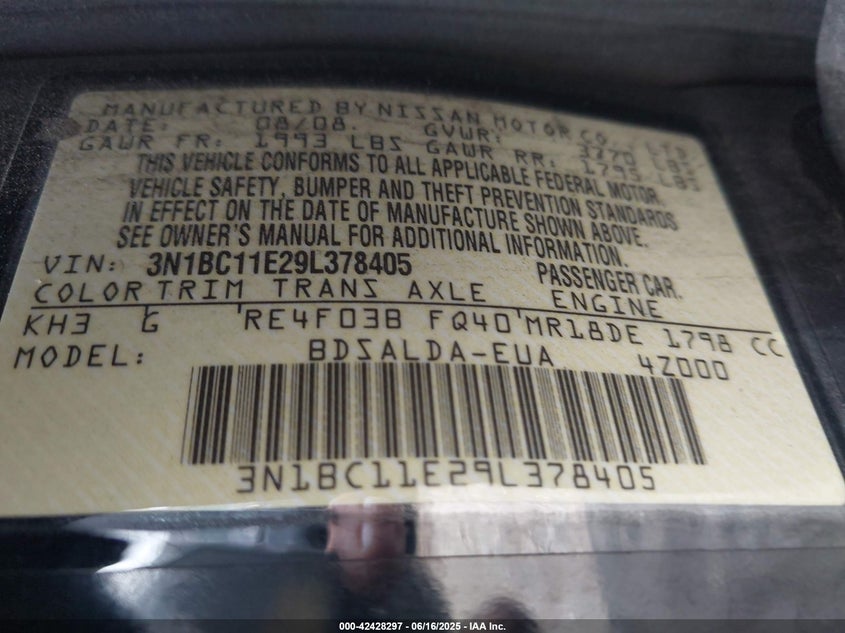 MANUFACTURED BY NISSAN MOTOR CO., LTD
DATE: 08/08. GVWR: 3770 LBS
GAWR FR: 1993 LBS GAWR RR: 1795 LBS
THIS VEHICLE CONFORMS TO ALL APPLICABLE FEDERAL MOTOR
VEHICLE SAFETY, BUMPER AND THEFT PREVENTION STANDARDS
IN EFFECT ON THE DATE OF MANUFACTURE SHOWN ABOVE.
SEE OWNER'S MANUAL FOR ADDITIONAL INFORMATION.
VIN: 3N1BC11E29L378405 PASSENGER CAR.
COLOR TRIM TRANS AXLE ENGINE
KH3 G RE4F03B FQ40 MR18DE 1798 CC
MODEL: BDSALDA-EUA 4Z000
3N1BC11E29L378405
000-42428297 - 06/16/2025 - IAA Inc.